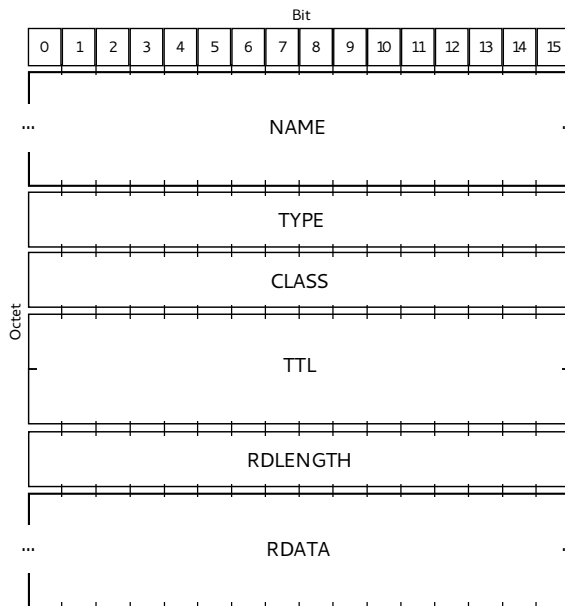 Bit
0 1 2 3 4 5 6 7 8 9 10 11 12 13 14 15
... NAME
TYPE
CLASS
Octet
TTL
RDLENGTH
... RDATA